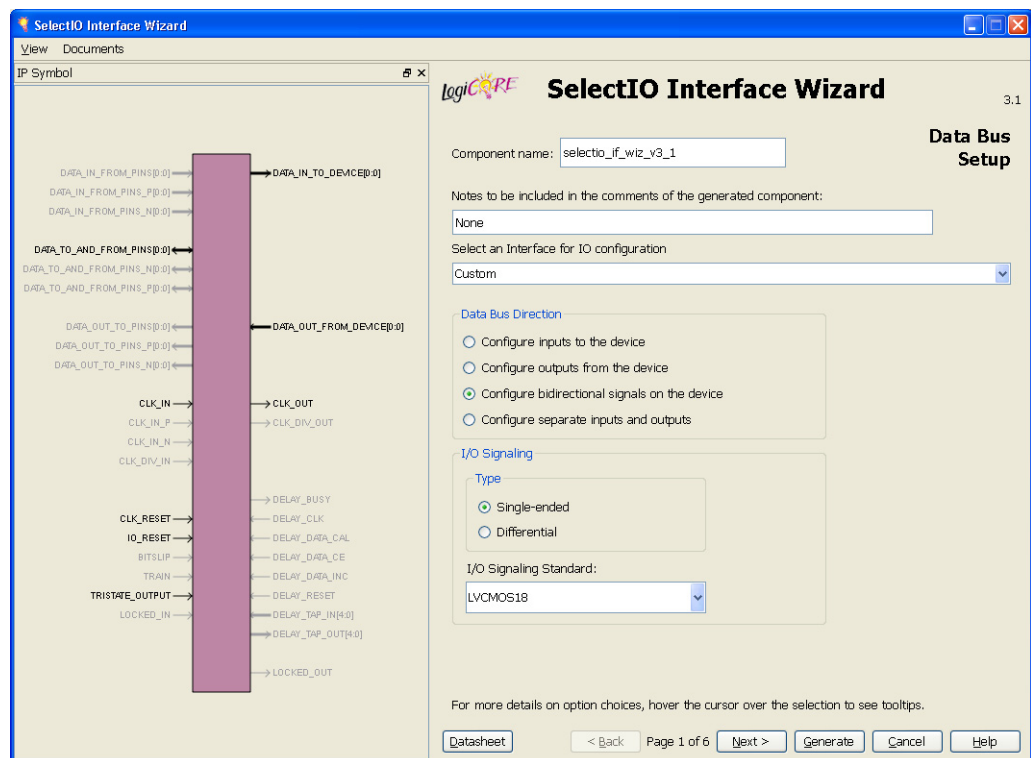 SelectIO Interface Wizard
View Documents
IP Symbol
DATA_IN_FROM_PINS[0:0]
DATA_IN_FROM_PINS_P[0:0]
DATA_IN_FROM_PINS_N[0:0]
DATA_TO_AND_FROM_PINS[0:0]
DATA_TO_AND_FROM_PINS_N[0:0]
DATA_TO_AND_FROM_PINS_P[0:0]
DATA_OUT_TO_PINS[0:0]
DATA_OUT_TO_PINS_P[0:0]
DATA_OUT_TO_PINS_N[0:0]
CLK_IN
CLK_IN_P
CLK_IN_N
CLK_DIV_IN
CLK_RESET
IO_RESET
BITSLIP
TRAIN
TRISTATE_OUTPUT
LOCKED_IN
DATA_IN_TO_DEVICE[0:0]
DATA_OUT_FROM_DEVICE[0:0]
CLK_OUT
CLK_DIV_OUT
DELAY_BUSY
DELAY_CLK
DELAY_DATA_CAL
DELAY_DATA_CE
DELAY_DATA_INC
DELAY_RESET
DELAY_TAP_IN[4:0]
DELAY_TAP_OUT[4:0]
LOCKED_OUT
logiCORE
SelectIO Interface Wizard
3.1
Data Bus
Setup
Component name: selectio_if_wiz_v3_1
Notes to be included in the comments of the generated component:
None
Select an Interface for IO configuration
Custom
Data Bus Direction
Configure inputs to the device
Configure outputs from the device
Configure bidirectional signals on the device
Configure separate inputs and outputs
I/O Signaling
Type
Single-ended
Differential
I/O Signaling Standard:
LVCMOS18
For more details on option choices, hover the cursor over the selection to see tooltips.
Datasheet < Back Page 1 of 6 Next > Generate Cancel Help